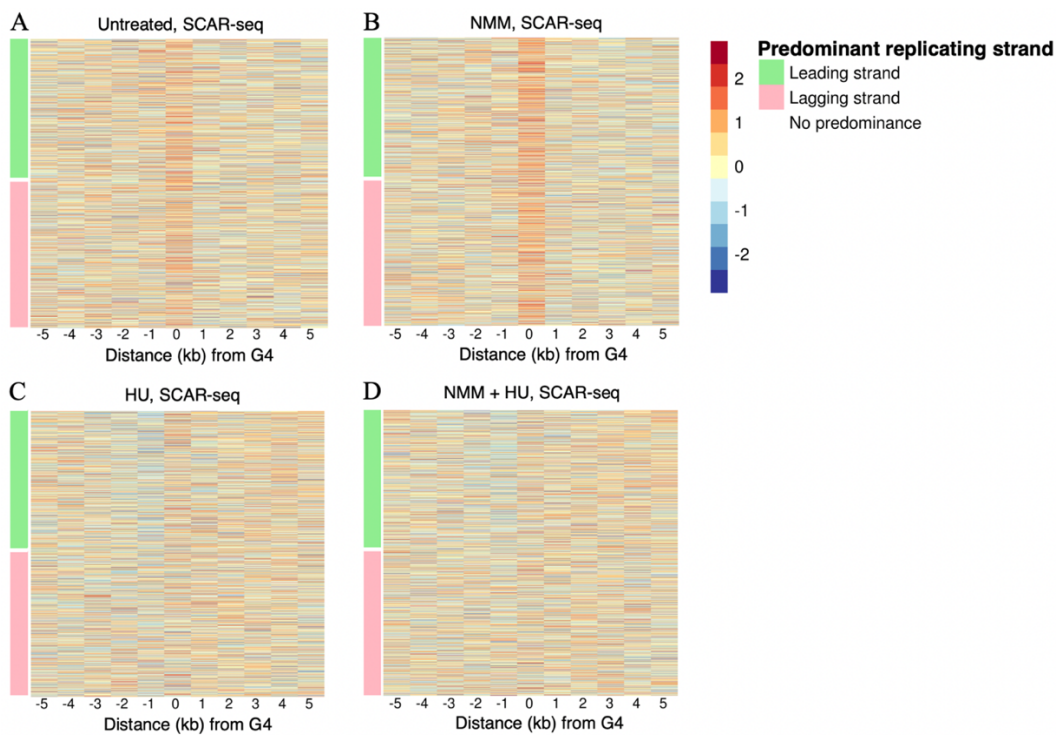 A
Untreated, SCAR-seq
-5 -4 -3 -2 -1 0 1 2 3 4 5
Distance (kb) from G4
B
NMM, SCAR-seq
-5 -4 -3 -2 -1 0 1 2 3 4 5
Distance (kb) from G4
2
1
0
-1
-2
Predominant replicating strand
Leading strand
Lagging strand
No predominance
C
HU, SCAR-seq
-5 -4 -3 -2 -1 0 1 2 3 4 5
Distance (kb) from G4
D
NMM + HU, SCAR-seq
-5 -4 -3 -2 -1 0 1 2 3 4 5
Distance (kb) from G4